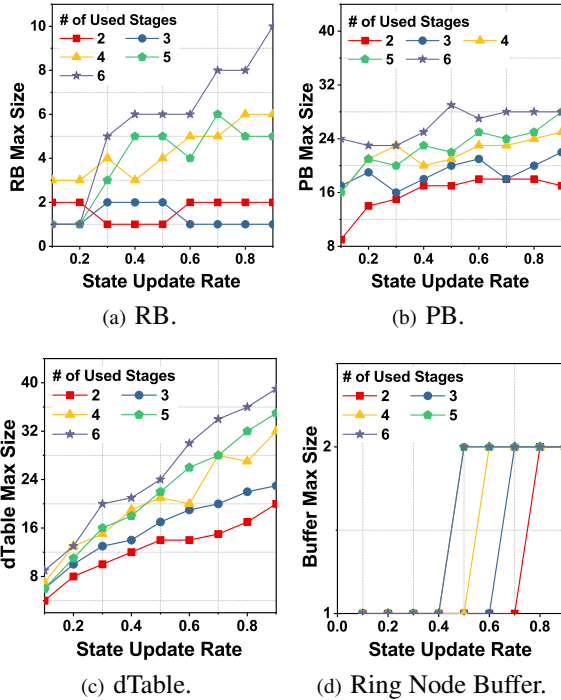 # of Used Stages
2 3
4 5
6
RB Max Size
10
8
6
4
2
0
0.2 0.4 0.6 0.8
State Update Rate
(a) RB.
# of Used Stages
2 3 4
5 6
PB Max Size
40
32
24
16
8
0.2 0.4 0.6 0.8
State Update Rate
(b) PB.
# of Used Stages
2 3
4 5
6
dTable Max Size
40
32
24
16
8
0.2 0.4 0.6 0.8
State Update Rate
(c) dTable.
# of Used Stages
2 3
4 5
6
Buffer Max Size
2
1
0.0 0.2 0.4 0.6 0.8
State Update Rate
(d) Ring Node Buffer.